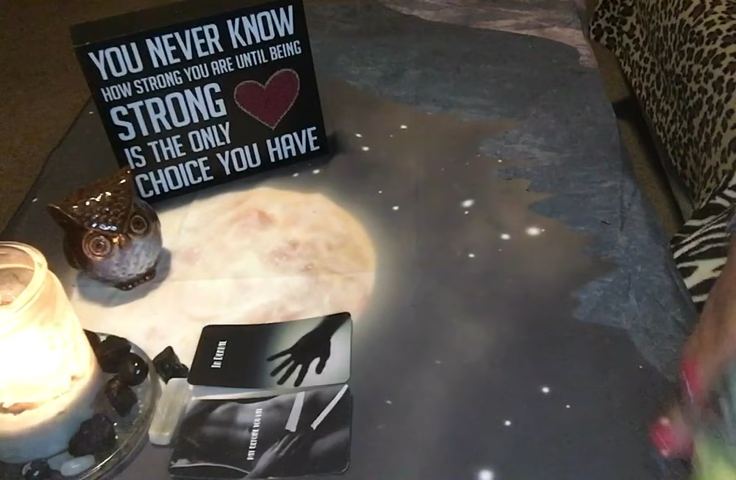 YOU NEVER KNOW
HOW STRONG YOU ARE UNTIL BEING
STRONG
IS THE ONLY
CHOICE YOU HAVE